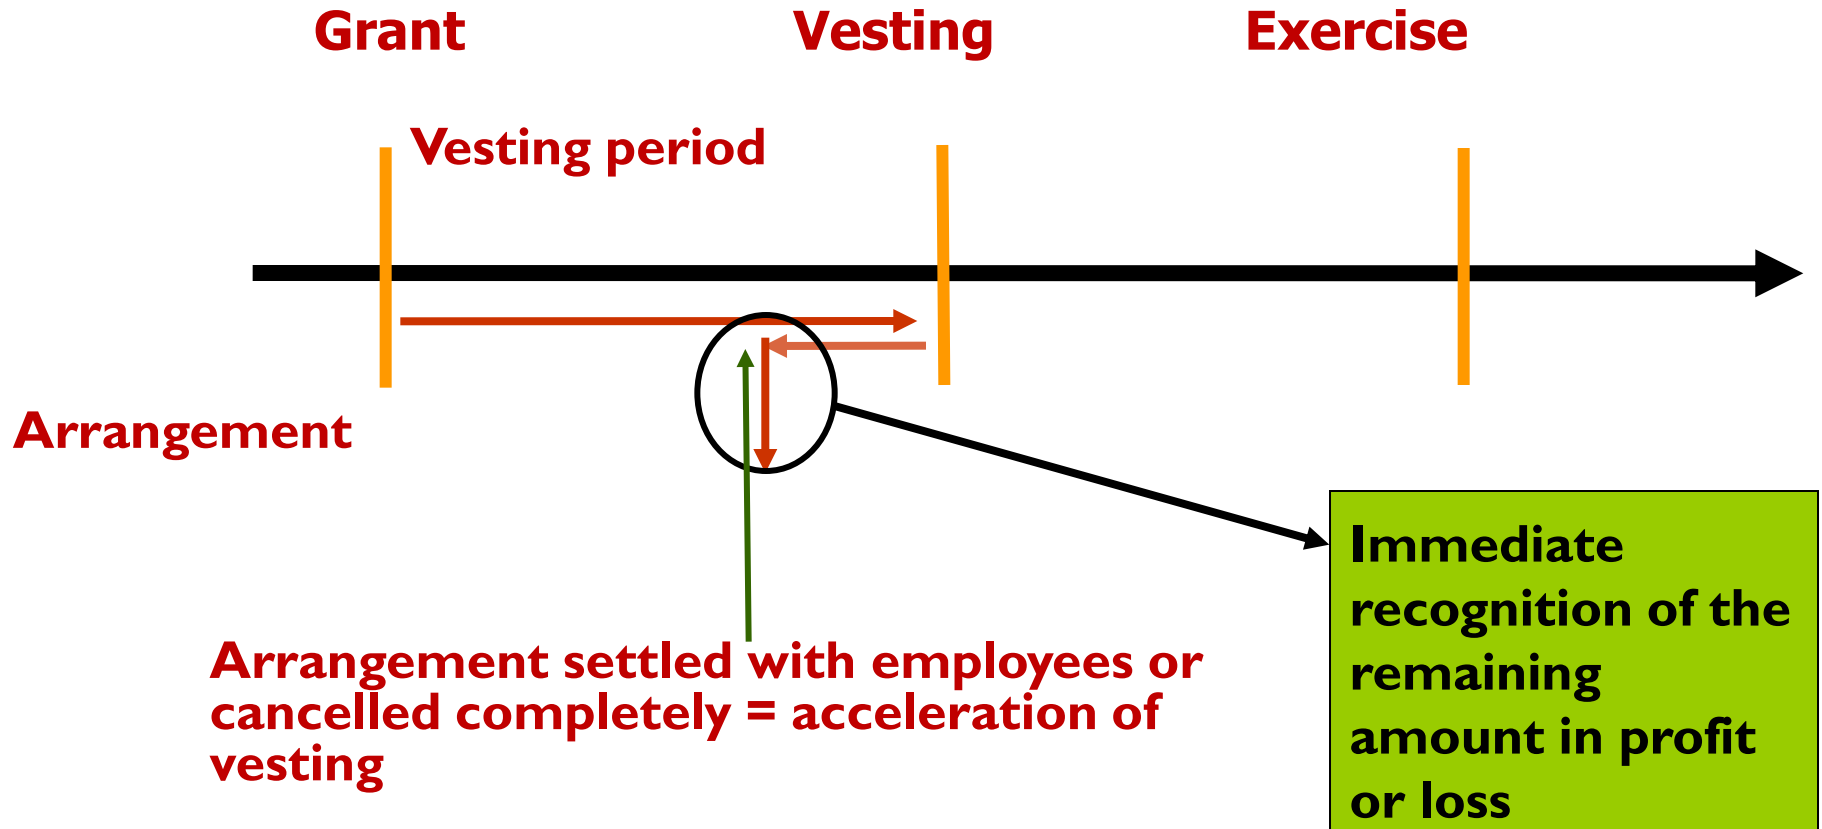 Grant
Vesting
Exercise
Vesting period
Arrangement
Arrangement settled with employees or
cancelled completely = acceleration of
vesting
Immediate
recognition of the
remaining
amount in profit
or loss